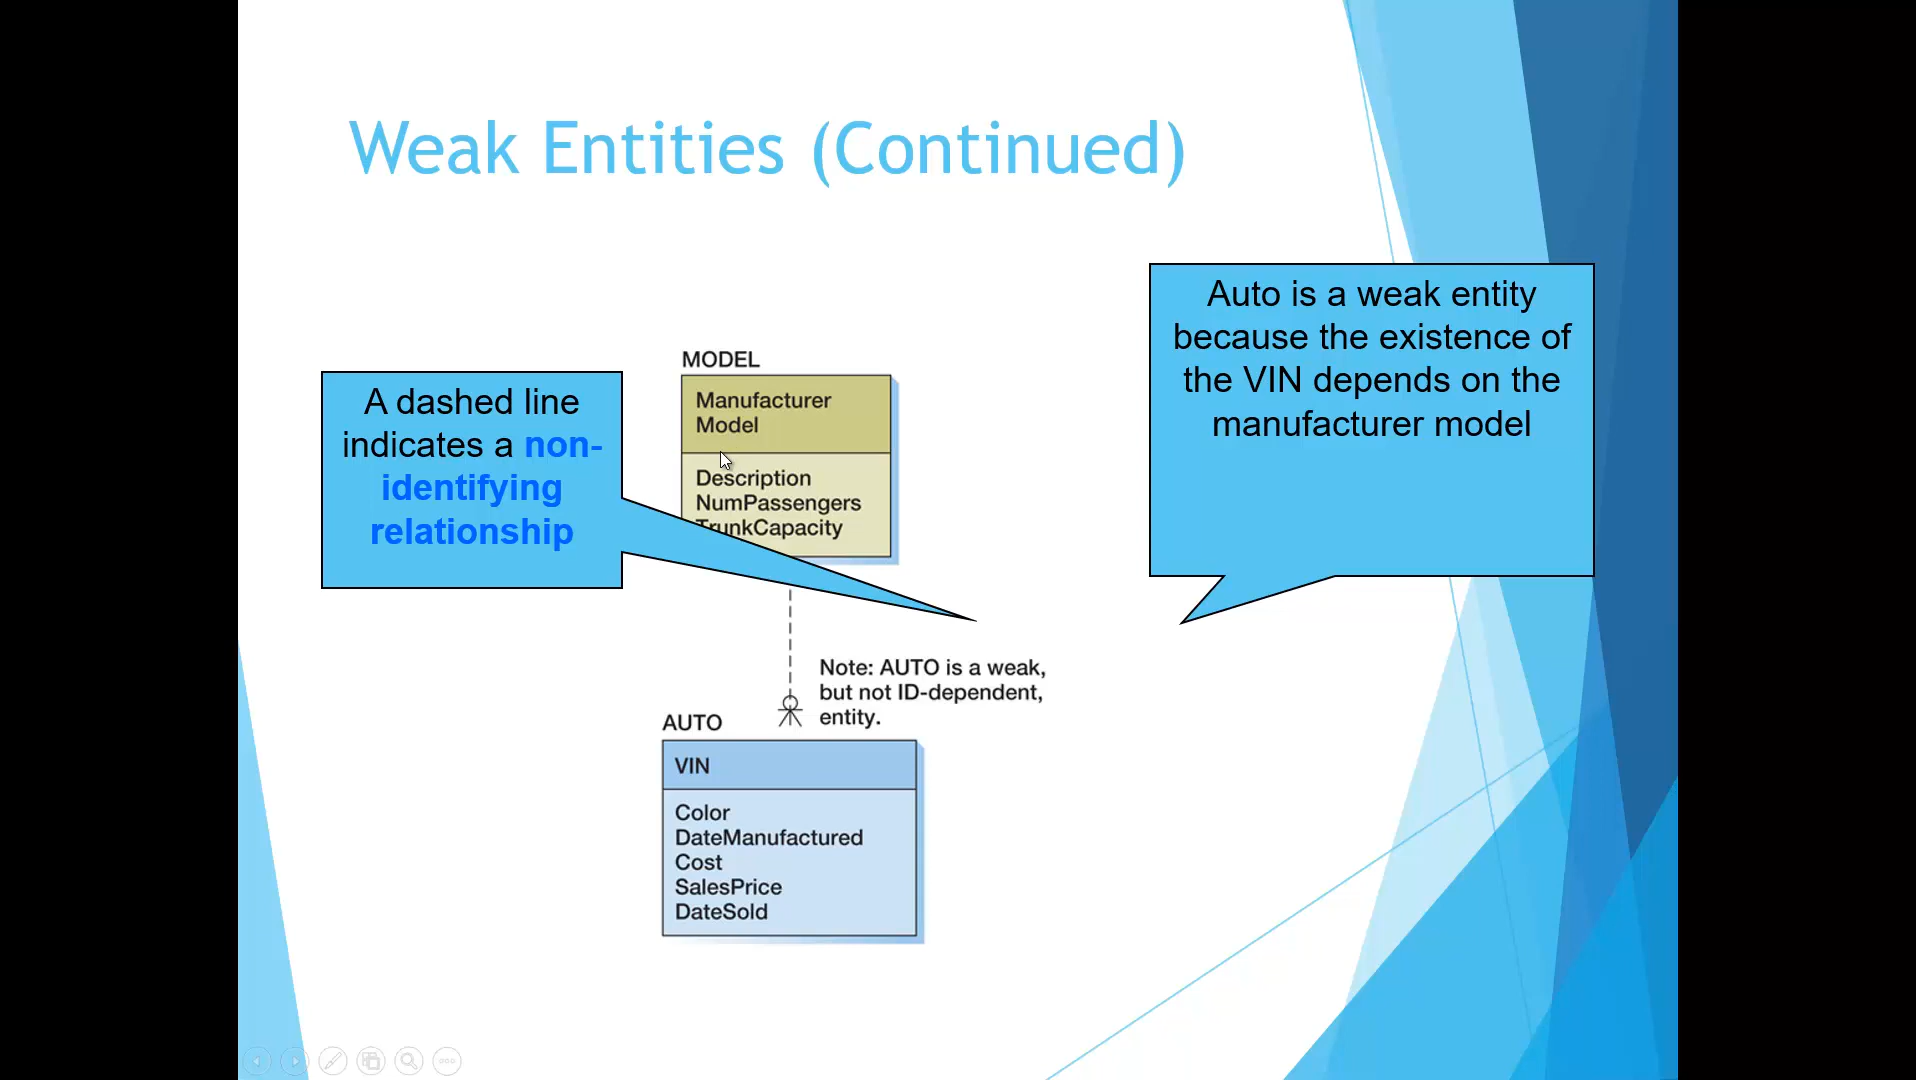 Weak Entities (Continued)
A dashed line
indicates a non-
identifying
relationship
MODEL
Manufacturer
Model
Description
NumPassengers
TrunkCapacity
Auto is a weak entity
because the existence of
the VIN depends on the
manufacturer model
Note: AUTO is a weak,
but not ID-dependent,
entity.
AUTO
VIN
Color
DateManufactured
Cost
SalesPrice
DateSold